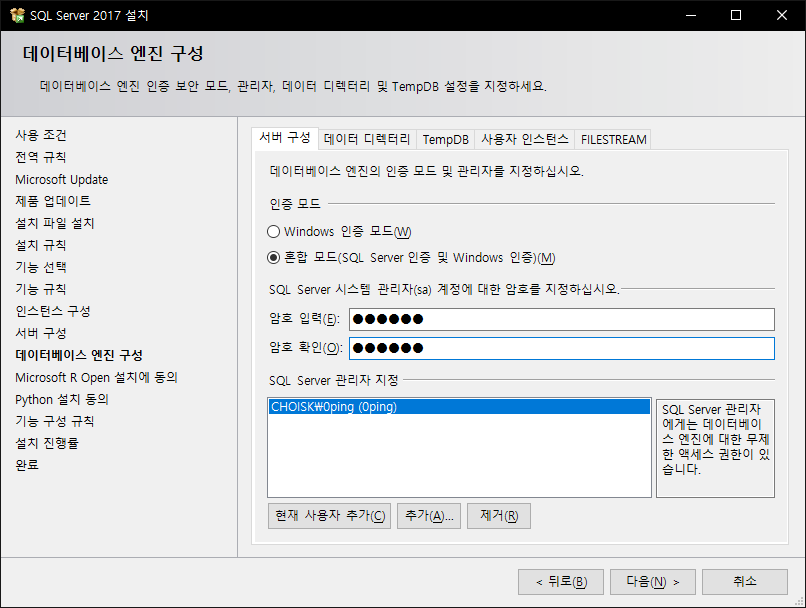 SQL Server 2017 설치
데이터베이스 엔진 구성
데이터베이스 엔진 인증 보안 모드, 관리자, 데이터 디렉터리 및 TempDB 설정을 지정하세요.
사용 조건
전역 규칙
Microsoft Update
제품 업데이트
설치 파일 설치
설치 규칙
기능 선택
기능 규칙
인스턴스 구성
서버 구성
데이터베이스 엔진 구성
Microsoft R Open 설치에 동의
Python 설치 동의
기능 구성 규칙
설치 진행률
완료
서버 구성 데이터 디렉터리 TempDB 사용자 인스턴스 FILESTREAM
데이터베이스 엔진의 인증 모드 및 관리자를 지정하십시오.
인증 모드
Windows 인증 모드(W)
혼합 모드(SQL Server 인증 및 Windows 인증)(M)
SQL Server 시스템 관리자(sa) 계정에 대한 암호를 지정하십시오.
암호 입력(E): ●●●●●●
암호 확인(O): ●●●●●●
SQL Server 관리자 지정
CHOISK₩0ping (0ping)
SQL Server 관리자
에게는 데이터베이
스 엔진에 대한 무제
한 액세스 권한이 있
습니다.
현재 사용자 추가(C) 추가(A)... 제거(R)
< 뒤로(B) 다음(N) > 취소